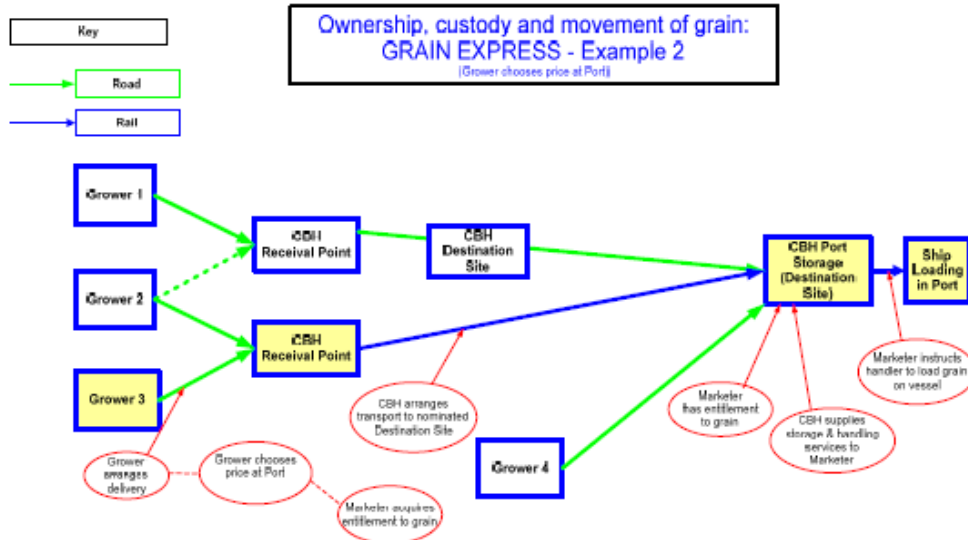 Key
Ownership, custody and movement of grain:
GRAIN EXPRESS - Example 2
(Grower chooses price at Port)
Road
Rail
Grower 1
CBH
Receival Point
CBH
Destination
Site
CBH Port
Storage
(Destination
Site)
Ship
Loading
in Port
Grower 2
CBH
Receival Point
Grower 3
Grower 4
CBH arranges
transport to nominated
Destination Site
Marketer
has entitlement
to grain
Marketer instructs
handler to load grain
on vessel
CBH supplies
storage & handling
services to
Marketer
Grower
arranges
delivery
Grower chooses
price at Port
Marketer acquires
entitlement to grain